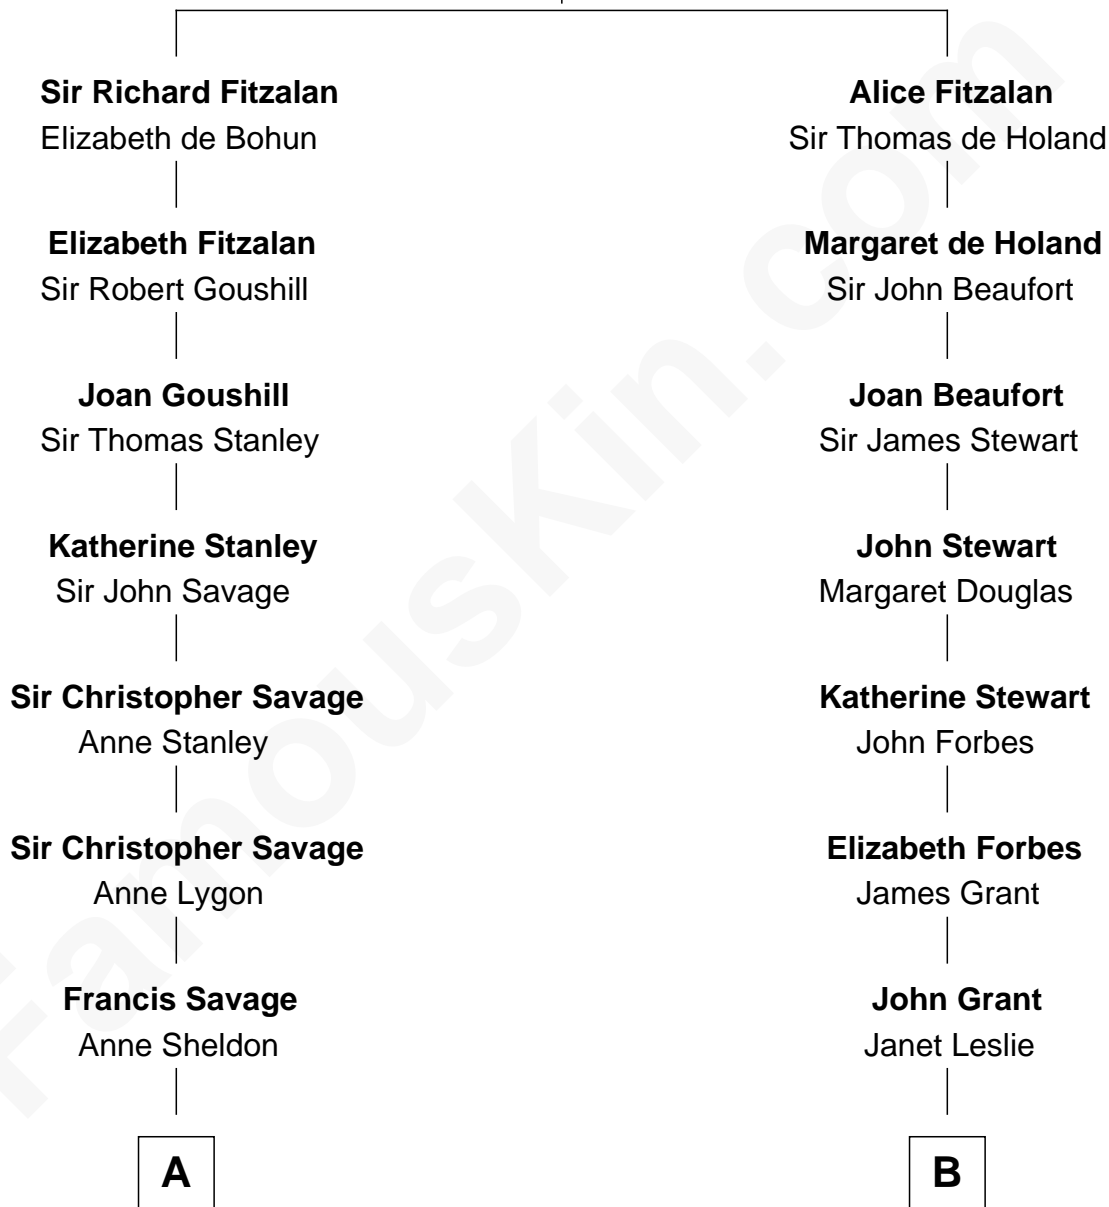 Sir Richard Fitzalan
Elizabeth de Bohun
Elizabeth Fitzalan
Sir Robert Goushill
Joan Goushill
Sir Thomas Stanley
Katherine Stanley
Sir John Savage
Sir Christopher Savage
Anne Stanley
Sir Christopher Savage
Anne Lygon
Francis Savage
Anne Sheldon
A
Alice Fitzalan
Sir Thomas de Holand
Margaret de Holand
Sir John Beaufort
Joan Beaufort
Sir James Stewart
John Stewart
Margaret Douglas
Katherine Stewart
John Forbes
Elizabeth Forbes
James Grant
John Grant
Janet Leslie
B
FamousKin.com